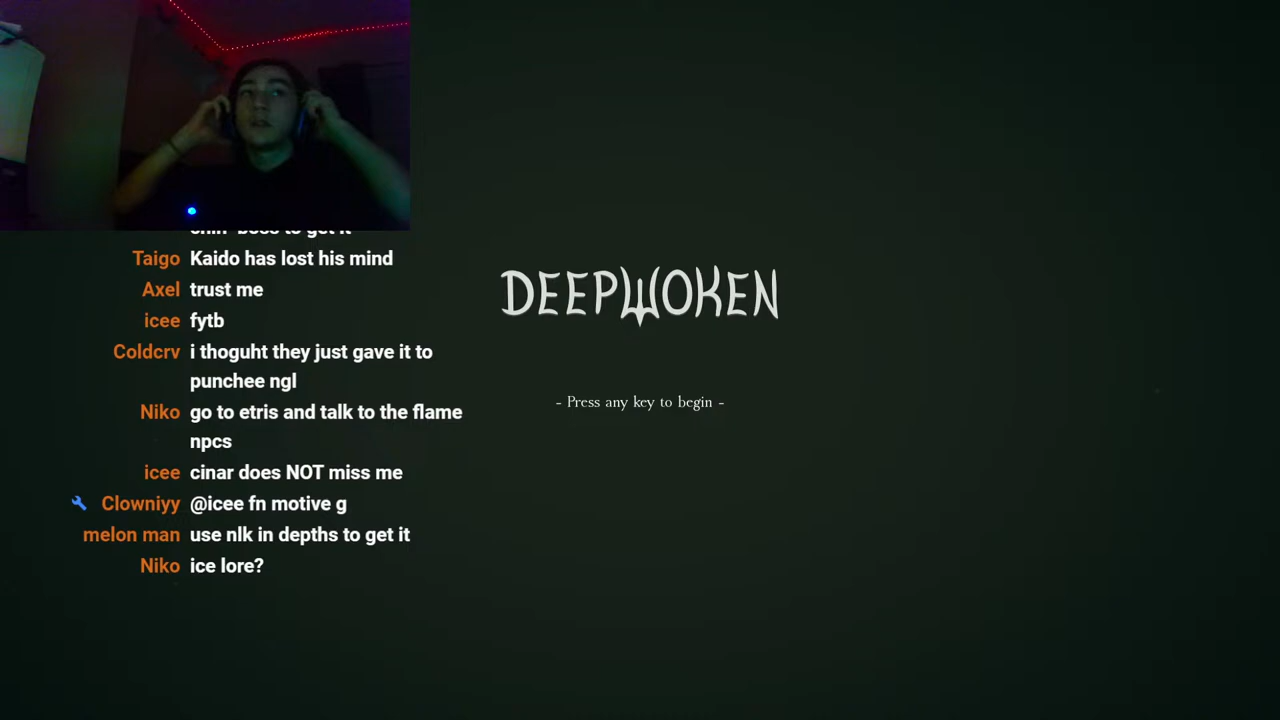 Taigo Kaido has lost his mind
Axel trust me
icee fytb
Coldcrv i thoguht they just gave it to
punchee ngl
Niko go to etris and talk to the flame
npcs
icee cinar does NOT miss me
Clowniyy @icee fn motive g
melon man use nlk in depths to get it
Niko ice lore?
DEEPWOKEN
- Press any key to begin -